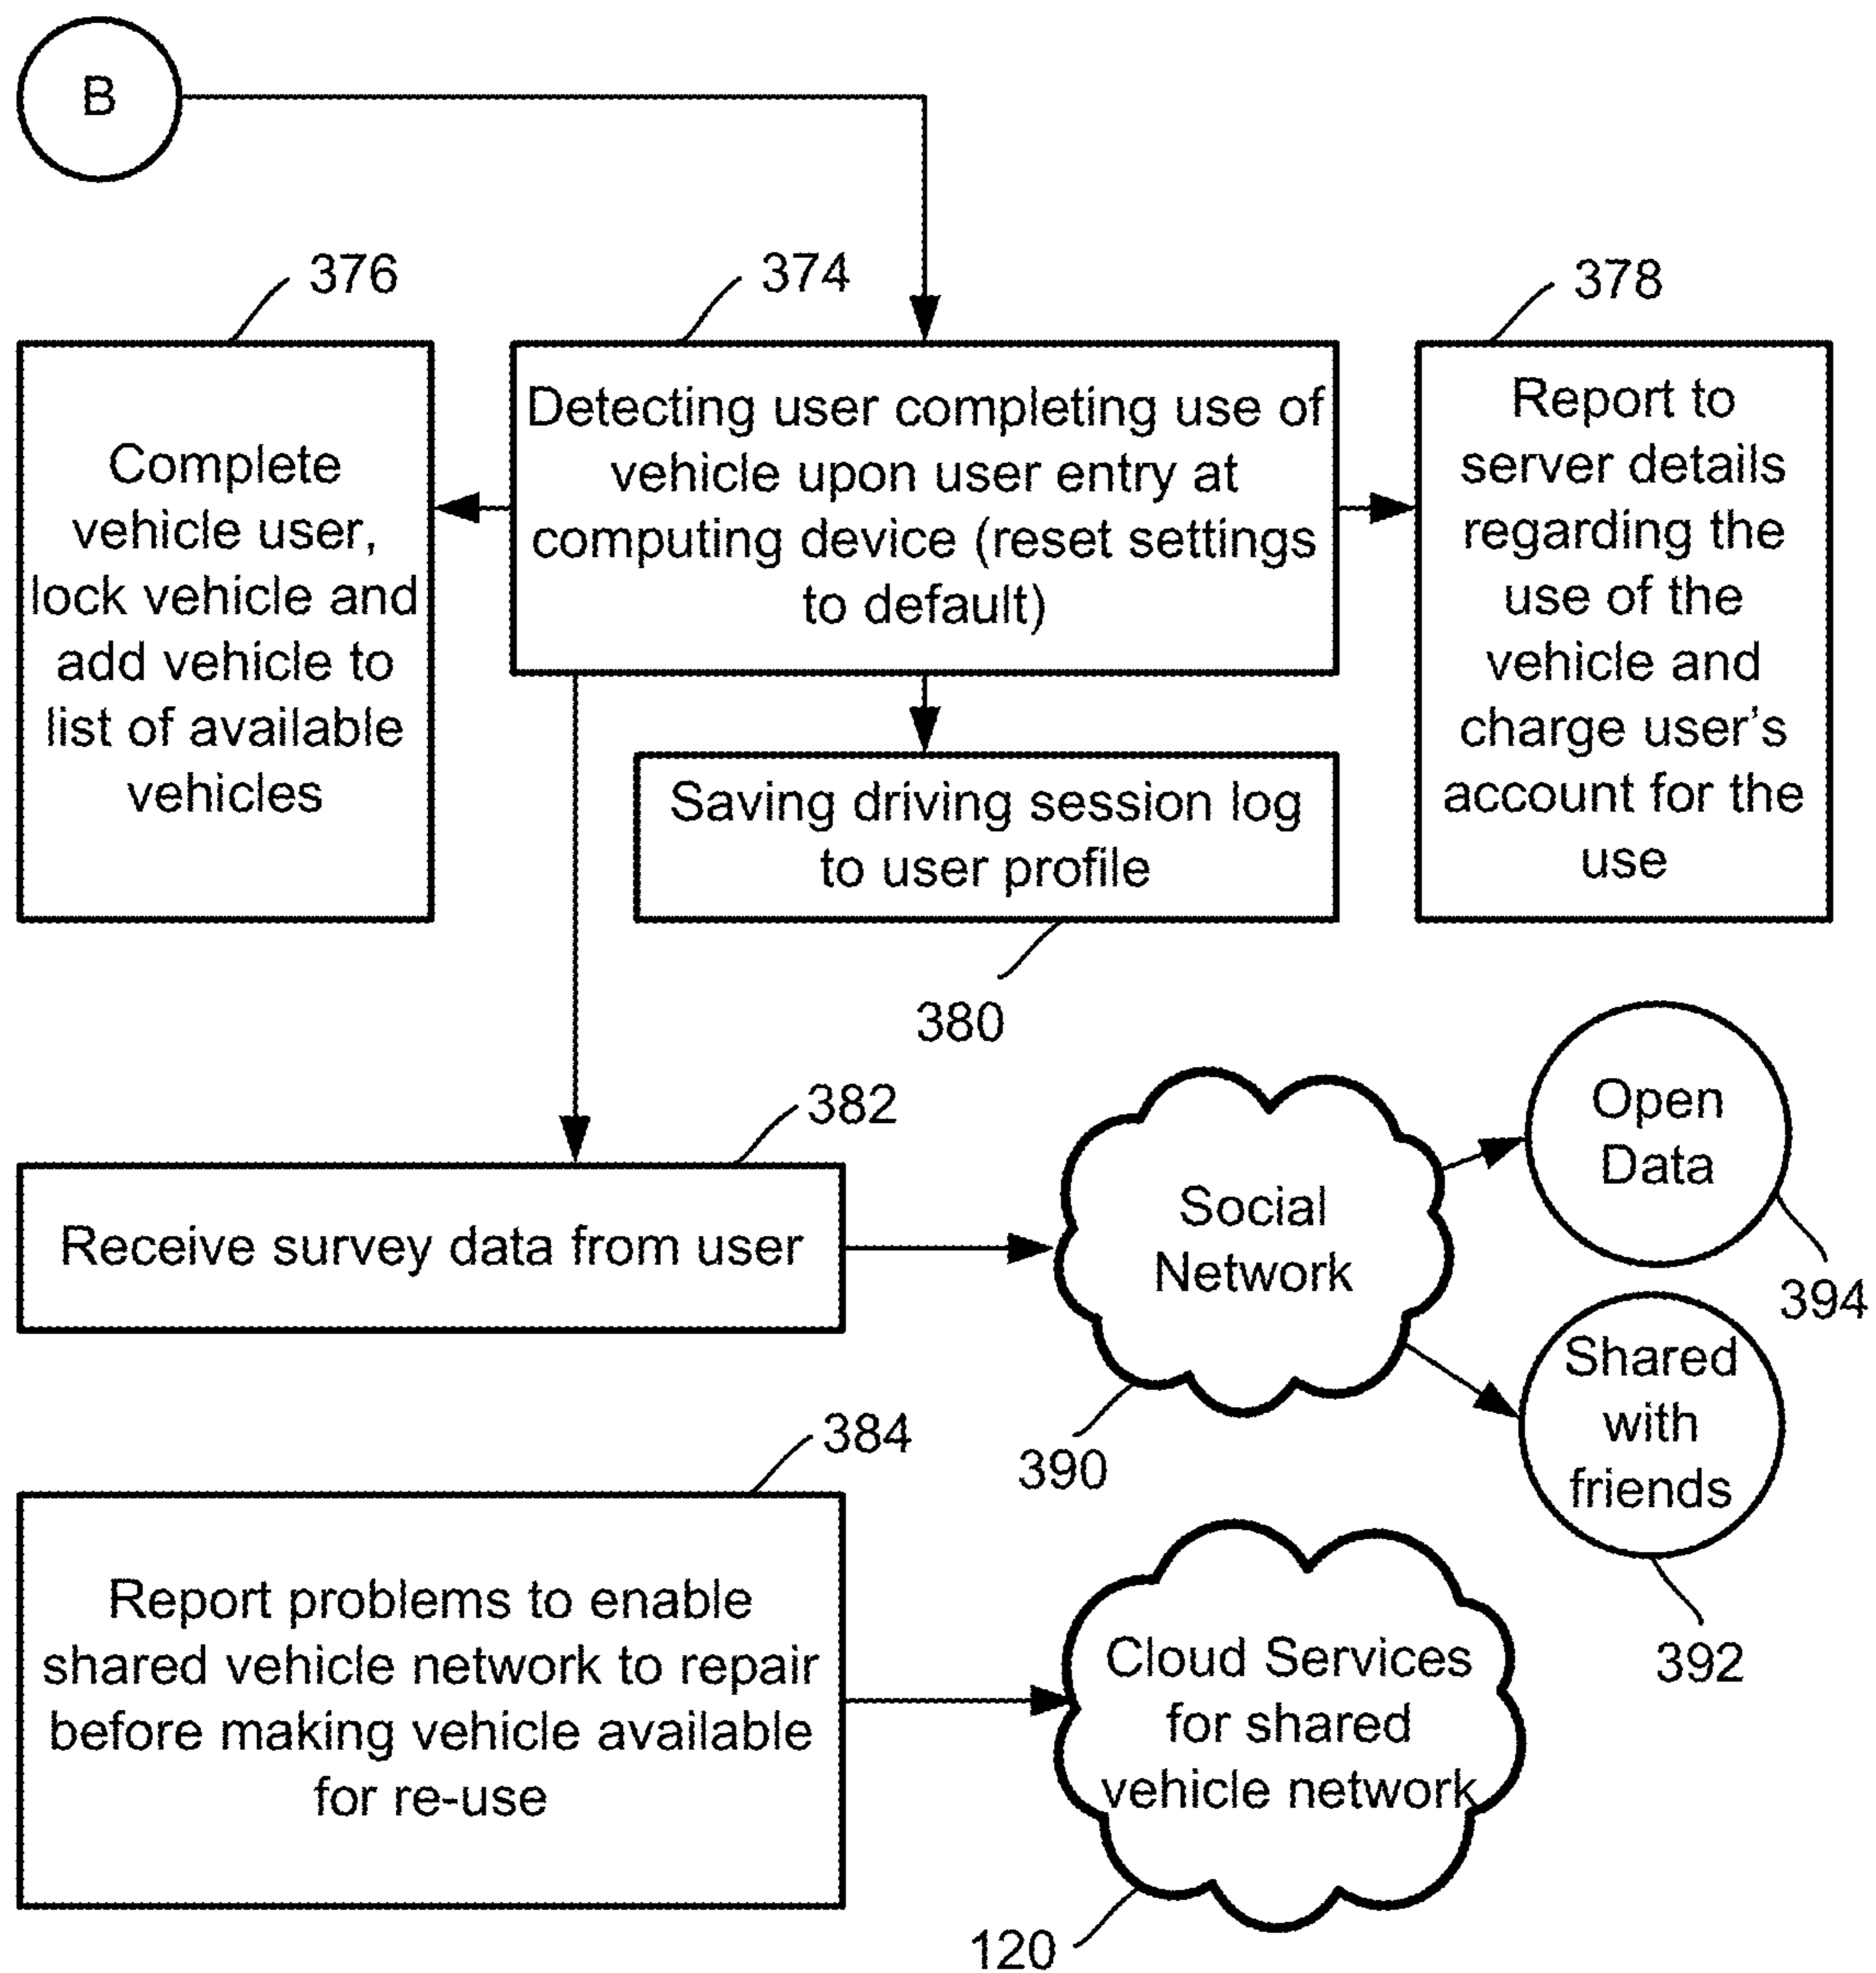 B
376
374
378
Complete
vehicle user,
lock vehicle and
add vehicle to
list of available
vehicles
Detecting user completing use of
vehicle upon user entry at
computing device (reset settings
to default)
Report to
server details
regarding the
use of the
vehicle and
charge user's
account for the
use
Saving driving session log
to user profile
380
382
Receive survey data from user
Social
Network
390
Open
Data
394
Shared
with
friends
392
384
Report problems to enable
shared vehicle network to repair
before making vehicle available
for re-use
Cloud Services
for shared
vehicle network
120